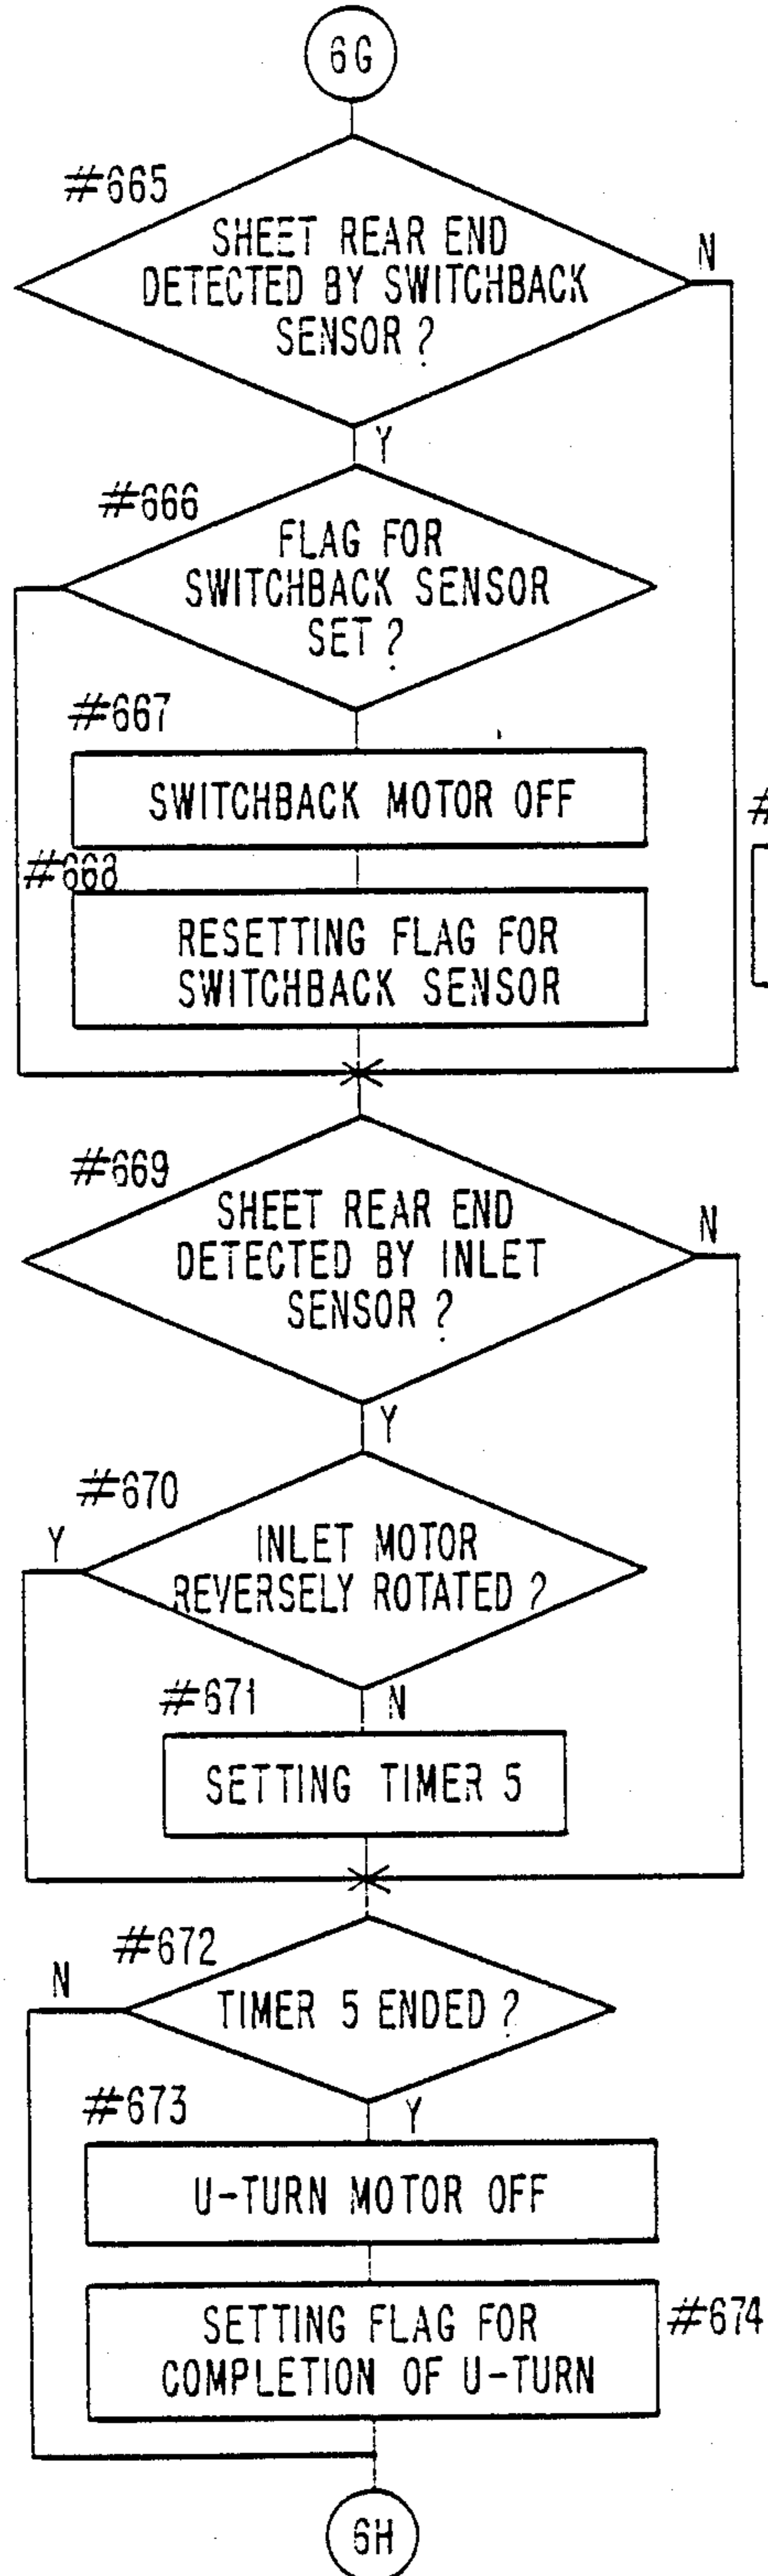 6G
#665
SHEET REAR END
DETECTED BY SWITCHBACK
SENSOR ?
N
Y
#666
FLAG FOR
SWITCHBACK SENSOR
SET ?
#667
SWITCHBACK MOTOR OFF
#
#668
RESETTING FLAG FOR
SWITCHBACK SENSOR
#669
SHEET REAR END
DETECTED BY INLET
SENSOR ?
N
Y
#670
Y
INLET MOTOR
REVERSELY ROTATED ?
#671
N
SETTING TIMER 5
#672
N
TIMER 5 ENDED ?
#673
Y
U-TURN MOTOR OFF
SETTING FLAG FOR
COMPLETION OF U-TURN
#674
6H